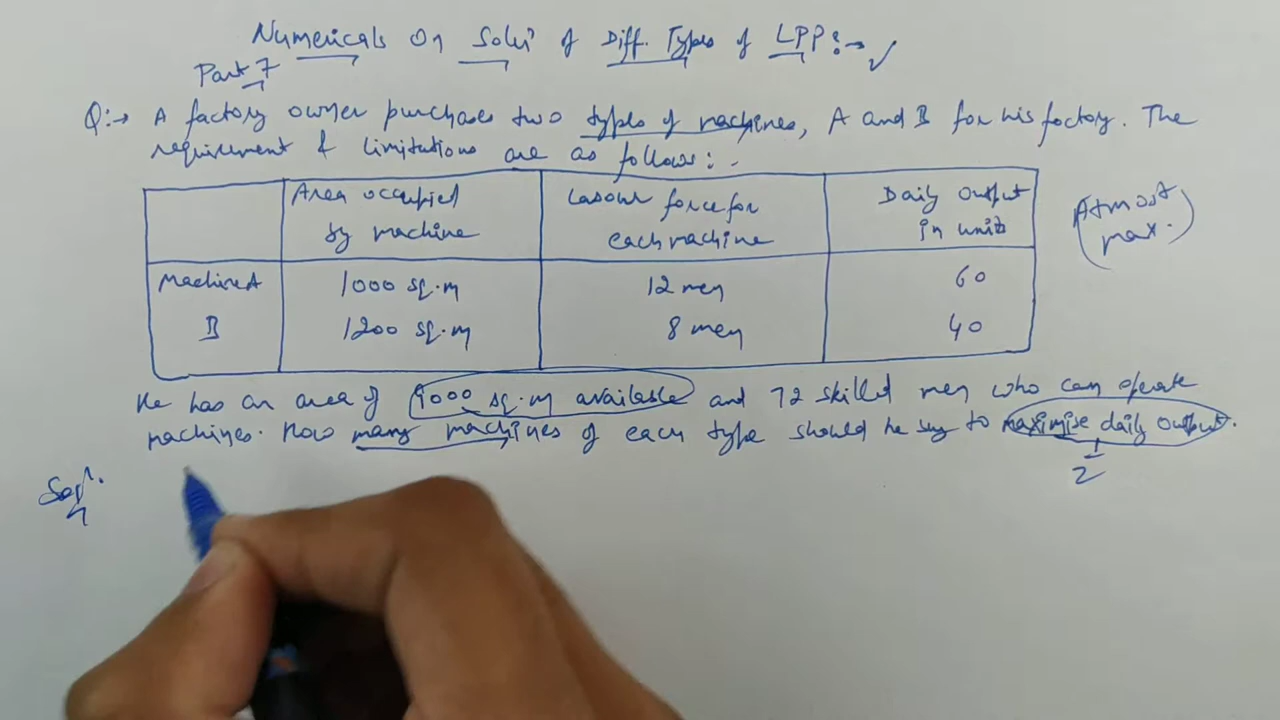 Numericals On Solnˢ of Diff. Types of LPP:→ ✓
Part 7
Q:→ A factory owner purchases two types of machines, A and B for his factory. The
requirement & limitations are as follows:-
Area occupied by machine
Labour force for each machine
Daily output in units
(Atmost max.)
Machine A 1000 sq.m 12 men 60
B 1200 sq.m 8 men 40
He has an area of 9000 sq.m available and 72 skilled men who can operate
machines. How many machines of each type should he buy to maximise daily output.
Z
Solⁿ.